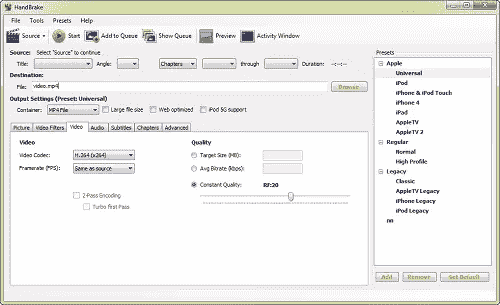 HandBrake
File Tools Presets Help
Source Start Add to Queue Show Queue Preview Activity Window
Source: Select "Source" to continue
Title: Angle: Chapters through Duration: --:--:--
Destination:
File: video.mp4 Browse
Output Settings (Preset: Universal)
Container: MP4 File Large file size Web optimized iPod 5G support
Picture Video Filters Video Audio Subtitles Chapters Advanced
Video
Video Codec: H.264 (x264)
Framerate (FPS): Same as source
2-Pass Encoding
Turbo first Pass
Quality
Target Size (MB):
Avg Bitrate (kbps):
Constant Quality: RF:20
Presets
Apple
Universal
iPod
iPhone & iPod Touch
iPhone 4
iPad
AppleTV
AppleTV 2
Regular
Normal
High Profile
Legacy
Classic
AppleTV Legacy
iPhone Legacy
iPod Legacy
nn
Add Remove Set Default